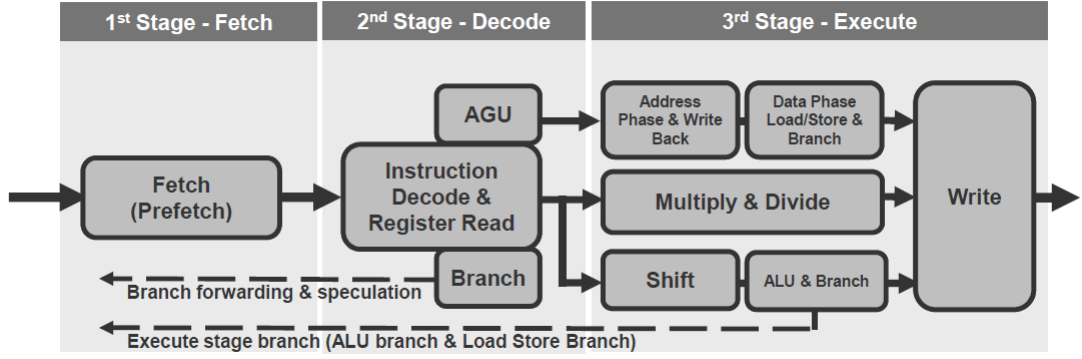 1st Stage - Fetch
2nd Stage - Decode
3rd Stage - Execute
AGU
Address
Phase & Write
Back
Data Phase
Load/Store &
Branch
Fetch
(Prefetch)
Instruction
Decode &
Register Read
Multiply & Divide
Write
Branch
Shift
ALU & Branch
Branch forwarding & speculation
Execute stage branch (ALU branch & Load Store Branch)